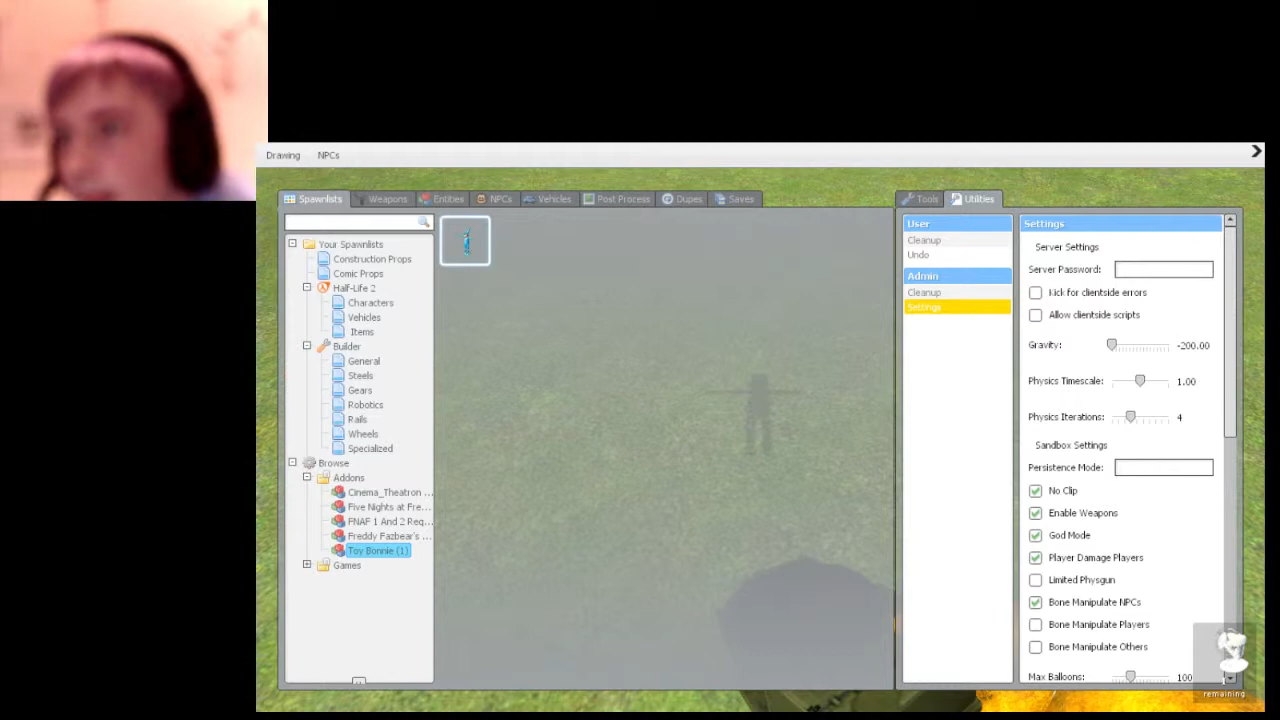 Drawing NPCs
Spawnlists Weapons Entities NPCs Vehicles Post Process Dupes Saves
Tools Utilities
Your Spawnlists
Construction Props
Comic Props
Half-Life 2
Characters
Vehicles
Items
Builder
General
Steels
Gears
Robotics
Rails
Wheels
Specialized
Browse
Addons
Cinema_Theatron ...
Five Nights at Fre...
FNAF 1 And 2 Req...
Freddy Fazbear's ...
Toy Bonnie (1)
Games
User
Cleanup
Undo
Admin
Cleanup
Settings
Settings
Server Settings
Server Password:
Kick for clientside errors
Allow clientside scripts
Gravity: -200.00
Physics Timescale: 1.00
Physics Iterations: 4
Sandbox Settings
Persistence Mode:
No Clip
Enable Weapons
God Mode
Player Damage Players
Limited Physgun
Bone Manipulate NPCs
Bone Manipulate Players
Bone Manipulate Others
Max Balloons: 100
remaining